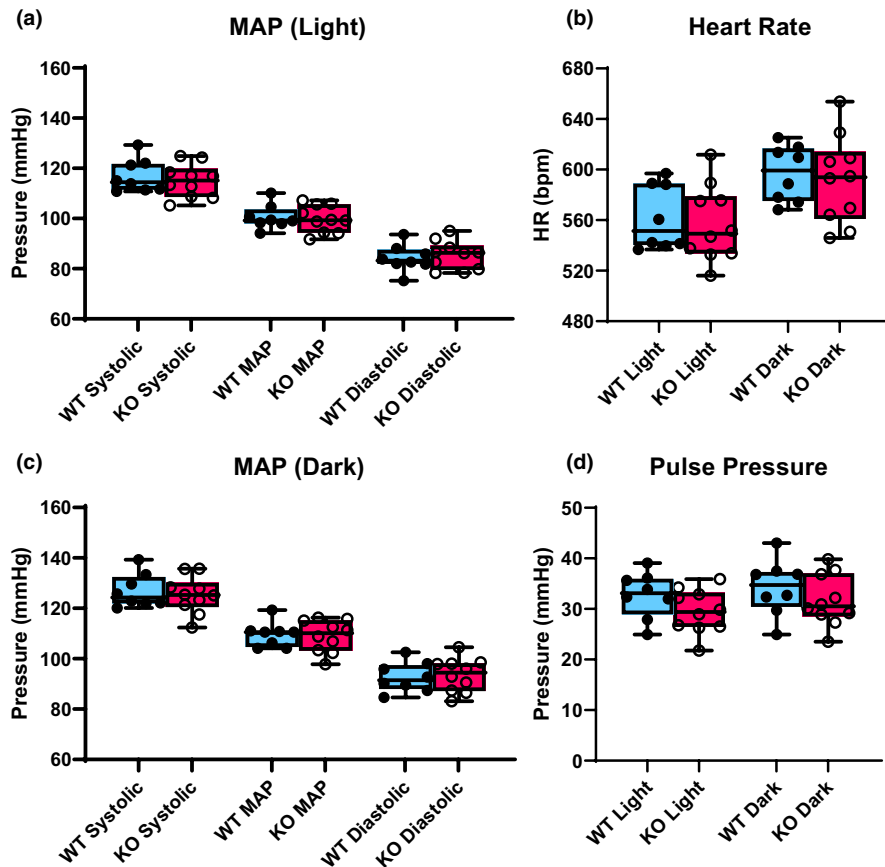 (a)
MAP (Light)
Pressure (mmHg)
160
140
120
100
80
60
WT Systolic
KO Systolic
WT MAP
KO MAP
WT Diastolic
KO Diastolic
(b)
Heart Rate
HR (bpm)
680
640
600
560
520
480
WT Light
KO Light
WT Dark
KO Dark
(c)
MAP (Dark)
Pressure (mmHg)
160
140
120
100
80
60
WT Systolic
KO Systolic
WT MAP
KO MAP
WT Diastolic
KO Diastolic
(d)
Pulse Pressure
Pressure (mmHg)
50
40
30
20
10
0
WT Light
KO Light
WT Dark
KO Dark